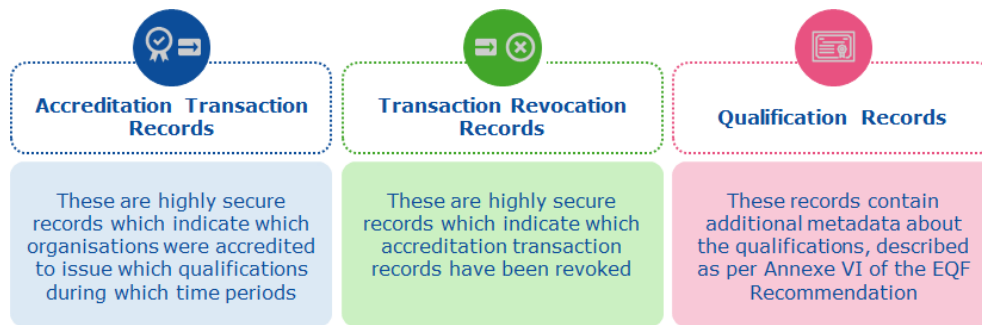 Accreditation Transaction
Records
Transaction Revocation
Records
Qualification Records
These are highly secure
records which indicate which
organisations were accredited
to issue which qualifications
during which time periods
These are highly secure
records which indicate which
accreditation transaction
records have been revoked
These records contain
additional metadata about
the qualifications, described
as per Annexe VI of the EQF
Recommendation